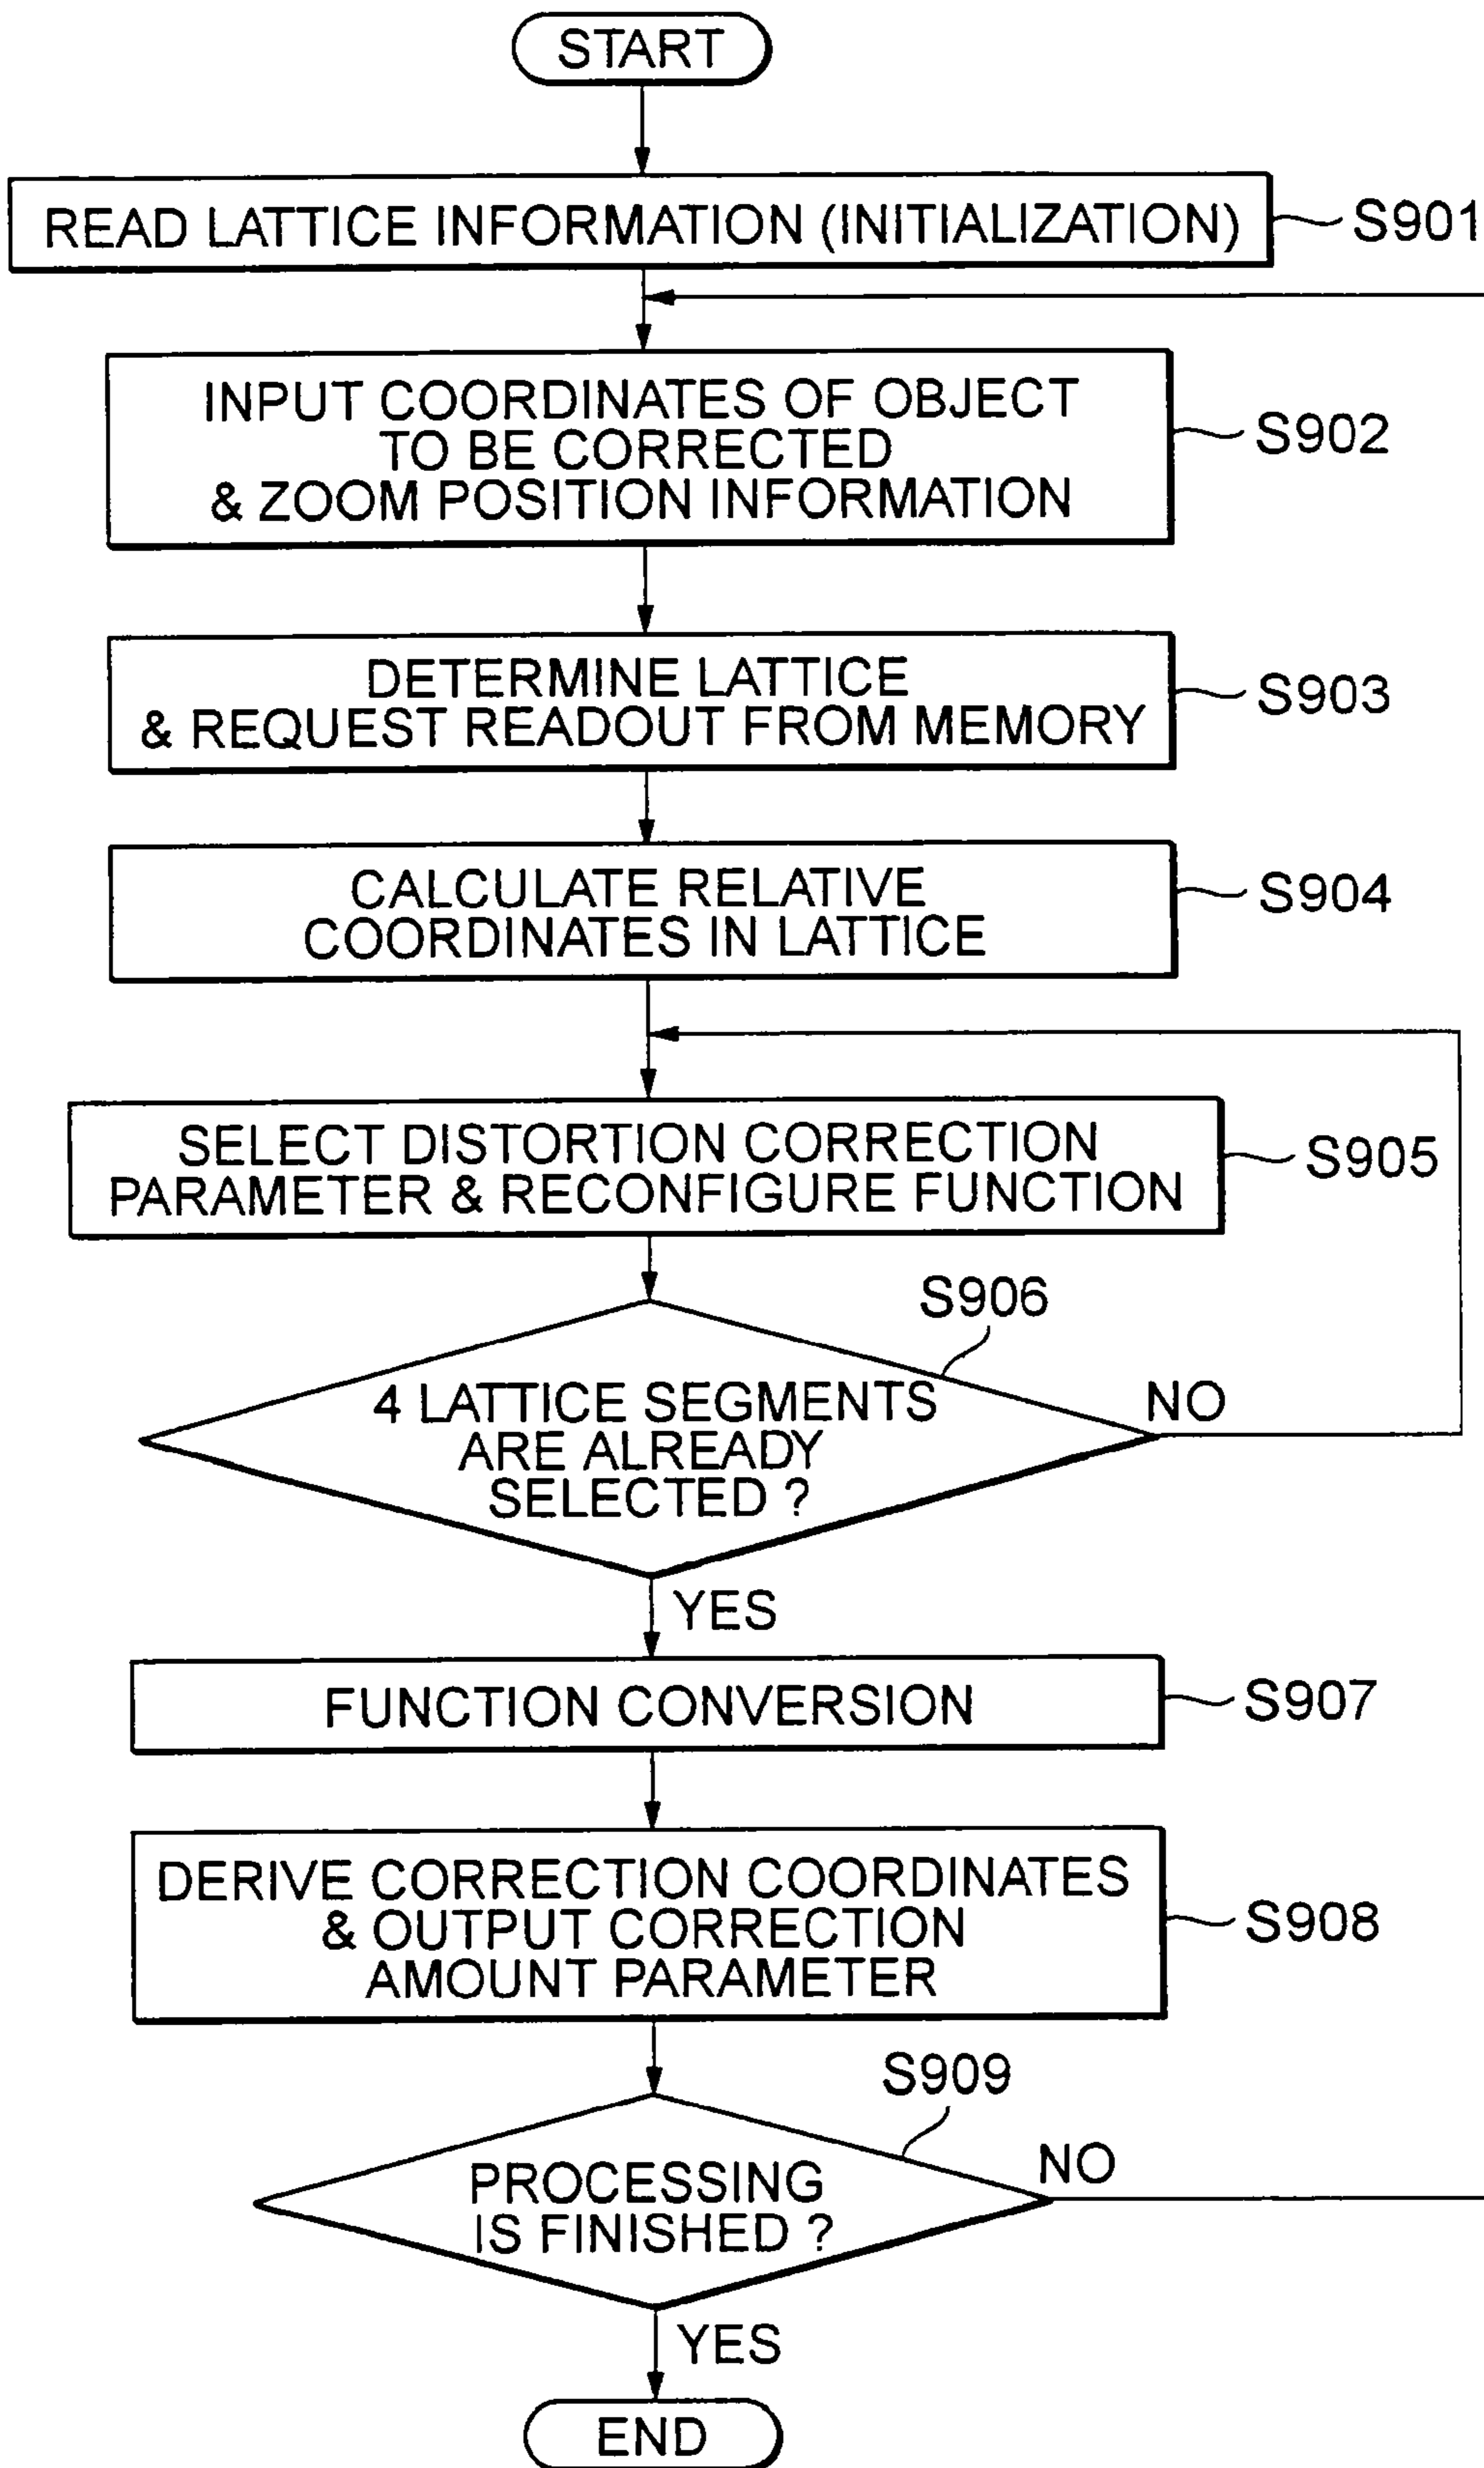 START
READ LATTICE INFORMATION (INITIALIZATION)
S901
INPUT COORDINATES OF OBJECT
TO BE CORRECTED
& ZOOM POSITION INFORMATION
S902
DETERMINE LATTICE
& REQUEST READOUT FROM MEMORY
S903
CALCULATE RELATIVE
COORDINATES IN LATTICE
S904
SELECT DISTORTION CORRECTION
PARAMETER & RECONFIGURE FUNCTION
S905
S906
4 LATTICE SEGMENTS
ARE ALREADY
SELECTED ?
NO
YES
FUNCTION CONVERSION
S907
DERIVE CORRECTION COORDINATES
& OUTPUT CORRECTION
AMOUNT PARAMETER
S908
S909
PROCESSING
IS FINISHED ?
NO
YES
END